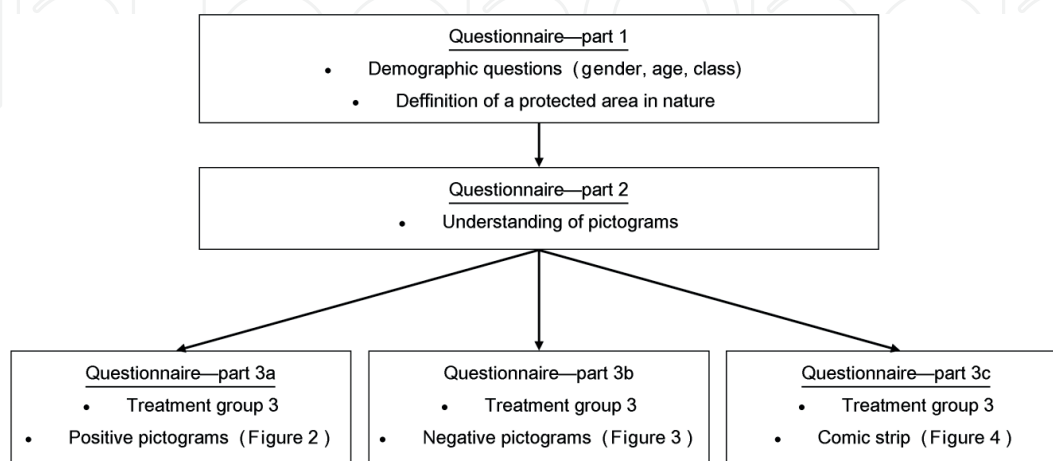 Questionnaire—part 1
• Demographic questions (gender, age, class)
• Deffinition of a protected area in nature
Questionnaire—part 2
• Understanding of pictograms
Questionnaire—part 3a
• Treatment group 3
• Positive pictograms (Figure 2)
Questionnaire—part 3b
• Treatment group 3
• Negative pictograms (Figure 3)
Questionnaire—part 3c
• Treatment group 3
• Comic strip (Figure 4)